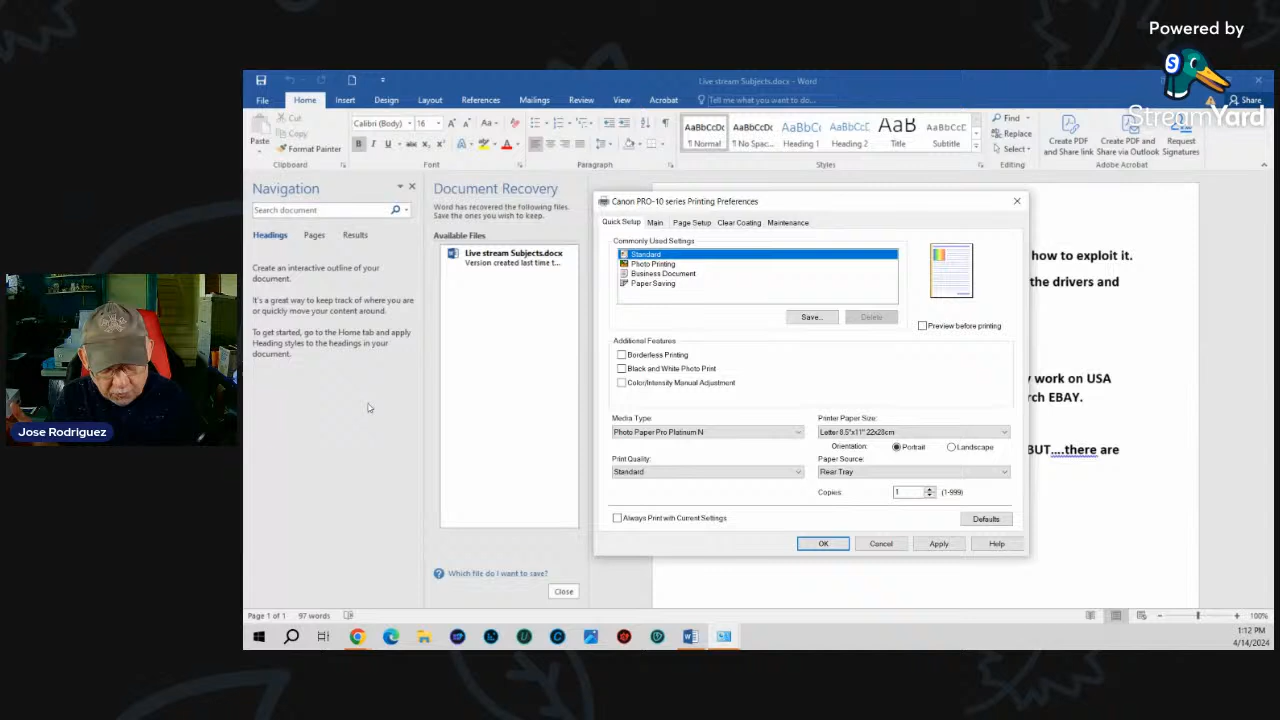 Powered by
StreamYard
Live stream Subjects.docx - Word
File Home Insert Design Layout References Mailings Review View Acrobat Tell me what you want to do... Share
Paste
Cut
Copy
Format Painter
Clipboard
Calibri (Body) 16
Font
Paragraph
AaBbCcDc AaBbCcDc AaBbCc AaBbCcE AaB AaBbCcC
¶ Normal ¶ No Spac... Heading 1 Heading 2 Title Subtitle
Styles
Find
Replace
Select
Editing
Create PDF and Share link
Create PDF and Share via Outlook
Request Signatures
Adobe Acrobat
Navigation
Search document
Headings Pages Results
Create an interactive outline of your
document.
It's a great way to keep track of where you are
or quickly move your content around.
To get started, go to the Home tab and apply
Heading styles to the headings in your
document.
Document Recovery
Word has recovered the following files.
Save the ones you wish to keep.
Available Files
Live stream Subjects.docx
Version created last time t...
Which file do I want to save?
Close
Canon PRO-10 series Printing Preferences
Quick Setup Main Page Setup Clear Coating Maintenance
Commonly Used Settings
Standard
Photo Printing
Business Document
Paper Saving
Save... Delete
Preview before printing
Additional Features
Borderless Printing
Black and White Photo Print
Color/Intensity Manual Adjustment
Media Type:
Photo Paper Pro Platinum N
Printer Paper Size:
Letter 8.5"x11" 22x28cm
Orientation: Portrait Landscape
Print Quality:
Standard
Paper Source:
Rear Tray
Copies: 1 (1-999)
Always Print with Current Settings
Defaults
OK Cancel Apply Help
how to exploit it.
the drivers and
work on USA
rch EBAY.
BUT....there are
Jose Rodriguez
Page 1 of 1 97 words
100%
1:12 PM
4/14/2024